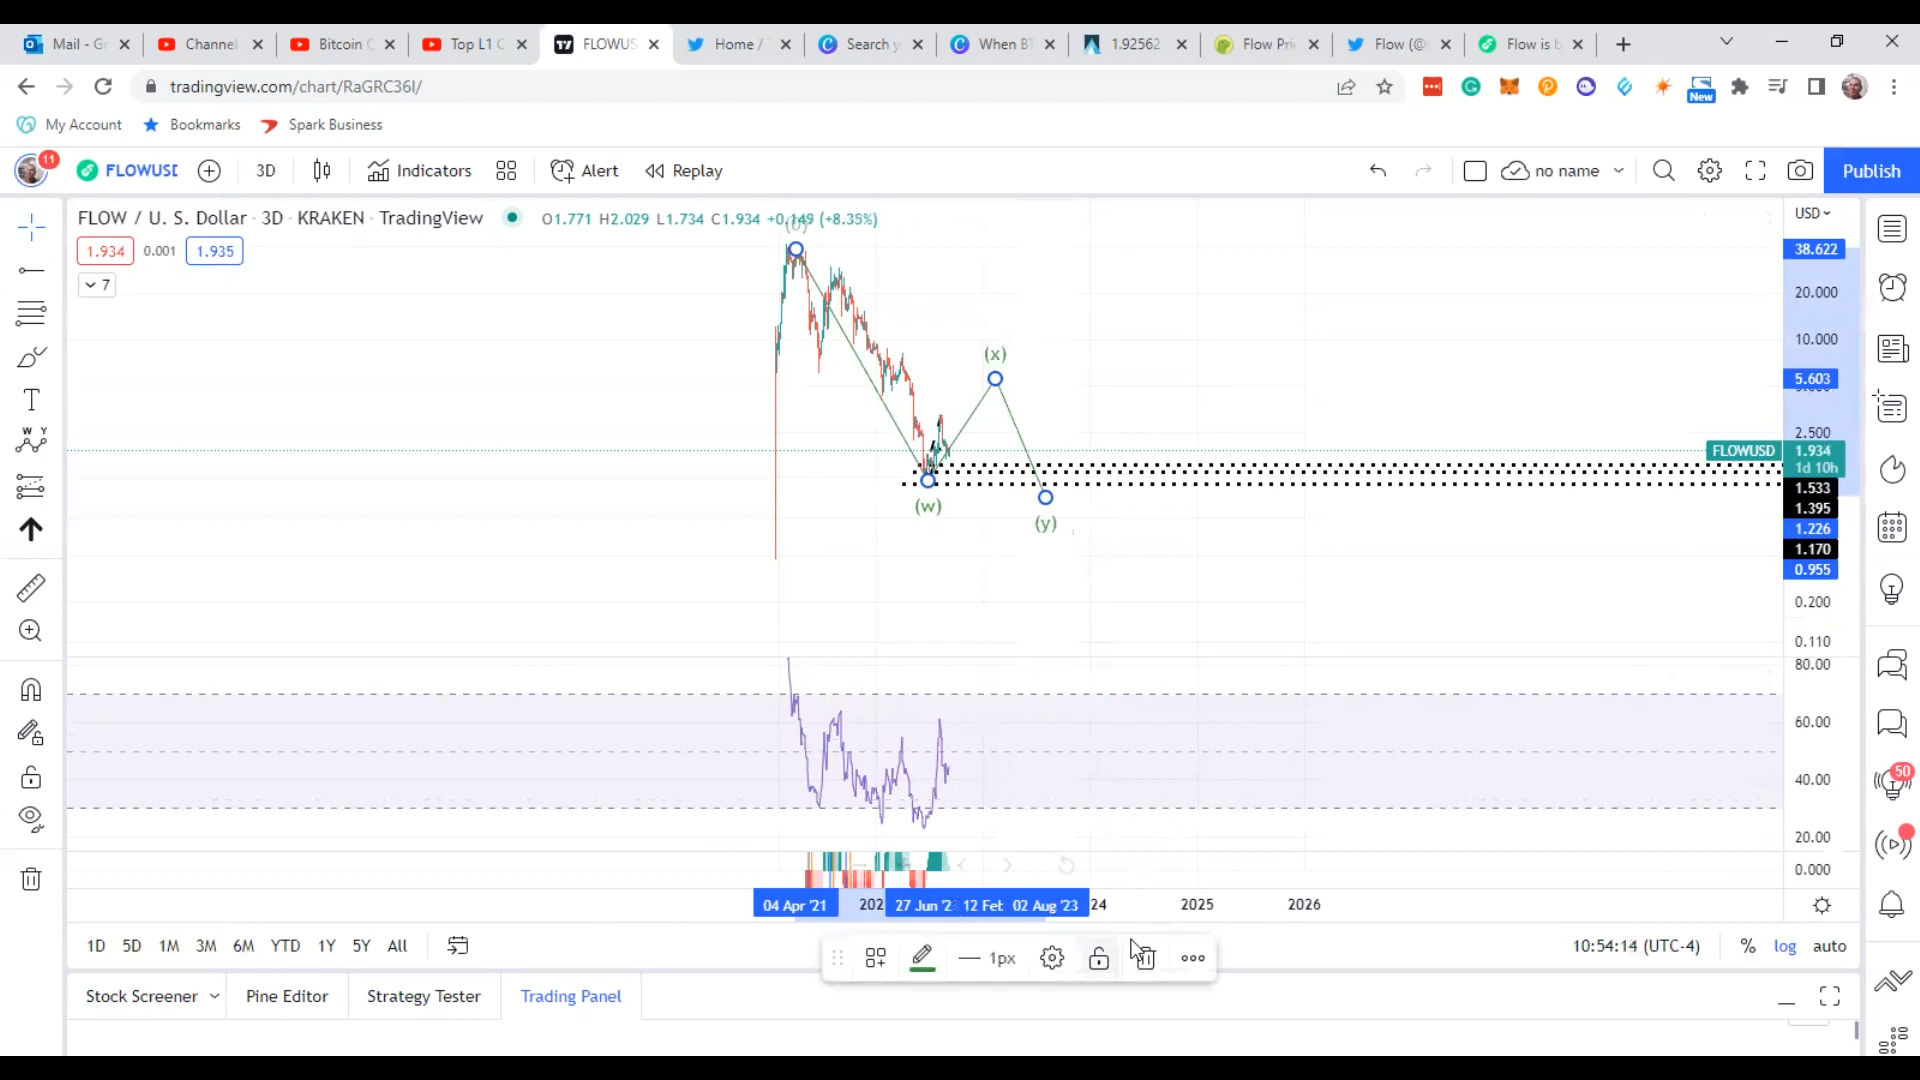 Mail - Gr
Channel
Bitcoin C
Top L1 C
FLOWUS
Home /
Search y
When BT
1.92562
Flow Pri
Flow (@
Flow is b
tradingview.com/chart/RaGRC36I/
New
My Account
Bookmarks
Spark Business
11
FLOWUSD
3D
Indicators
Alert
Replay
no name
Publish
FLOW / U. S. Dollar · 3D · KRAKEN · TradingView
O1.771 H2.029 L1.734 C1.934 +0.149 (+8.35%)
USD
1.934
0.001
1.935
7
(0)
38.622
20.000
10.000
(x)
5.603
2.500
FLOWUSD
1.934
1d 10h
1.533
(w)
1.395
(y)
1.226
1.170
0.955
0.200
0.110
80.00
60.00
40.00
20.00
0.000
W Y
50
04 Apr '21
202
27 Jun '2
12 Feb
02 Aug '23
24
2025
2026
1D
5D
1M
3M
6M
YTD
1Y
5Y
All
1px
10:54:14 (UTC-4)
%
log
auto
Stock Screener
Pine Editor
Strategy Tester
Trading Panel